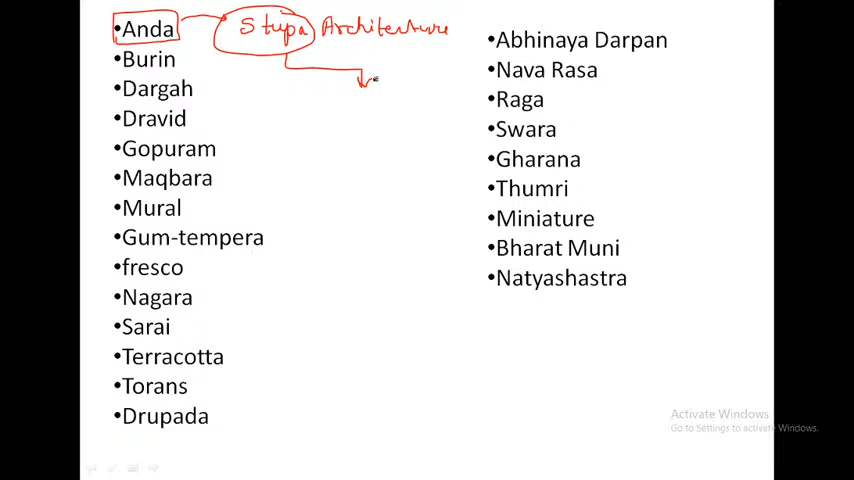 •Anda Stupa Architecture
•Burin
•Dargah
•Dravid
•Gopuram
•Maqbara
•Mural
•Gum-tempera
•fresco
•Nagara
•Sarai
•Terracotta
•Torans
•Drupada
•Abhinaya Darpan
•Nava Rasa
•Raga
•Swara
•Gharana
•Thumri
•Miniature
•Bharat Muni
•Natyashastra
Activate Windows
Go to Settings to activate Windows.